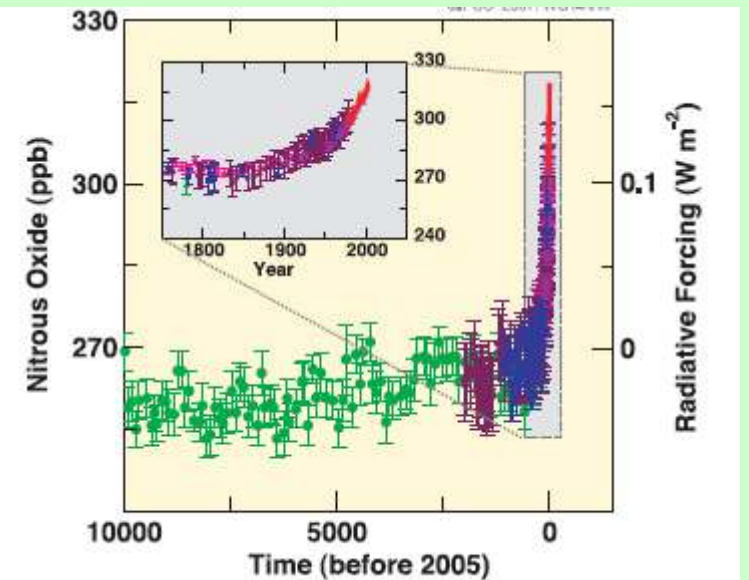 330
300
270
Nitrous Oxide (ppb)
330
300
270
240
1800 1900 2000
Year
0.1
0
Radiative Forcing (W m-2)
10000 5000 0
Time (before 2005)